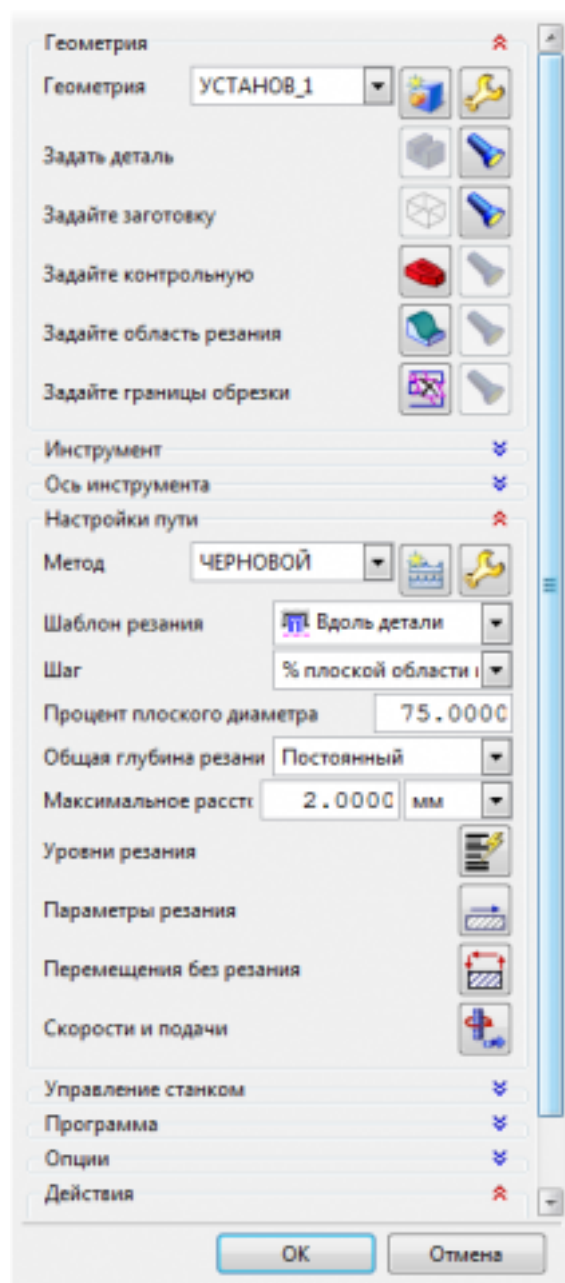 Геометрия
Геометрия УСТАНОВ_1
Задать деталь
Задайте заготовку
Задайте контрольную
Задайте область резания
Задайте границы обрезки
Инструмент
Ось инструмента
Настройки пути
Метод ЧЕРНОВОЙ
Шаблон резания Вдоль детали
Шаг % плоской области
Процент плоского диаметра 75.0000
Общая глубина резани Постоянный
Максимальное расст 2.0000 мм
Уровни резания
Параметры резания
Перемещения без резания
Скорости и подачи
Управление станком
Программа
Опции
Действия
OK Отмена